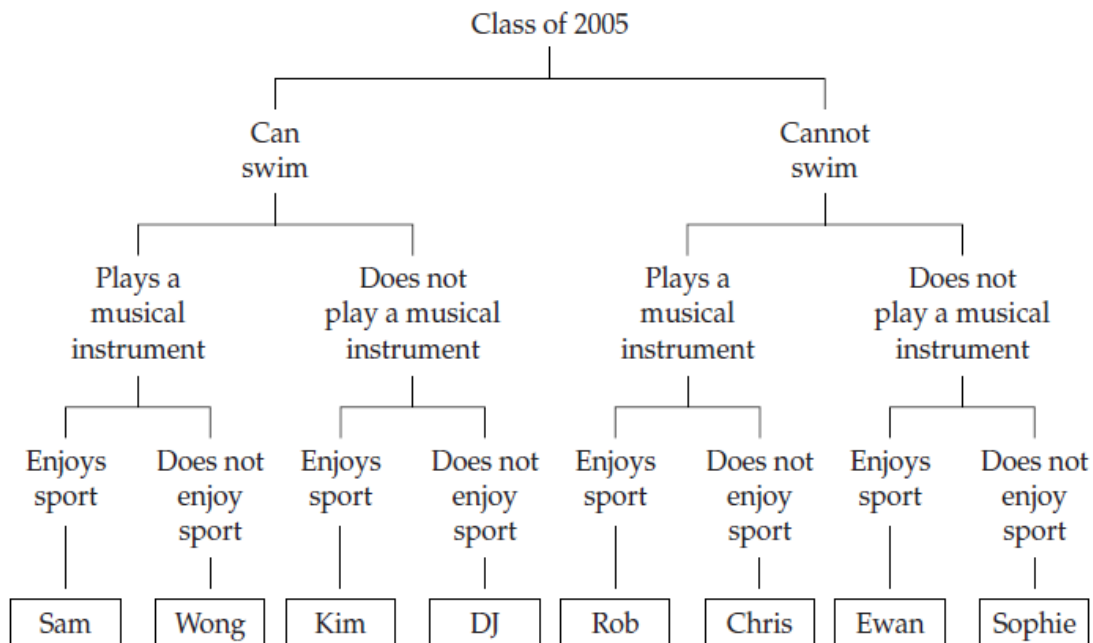 Class of 2005
Can
swim
Cannot
swim
Plays a
musical
instrument
Does not
play a musical
instrument
Plays a
musical
instrument
Does not
play a musical
instrument
Enjoys
sport
Does not
enjoy
sport
Enjoys
sport
Does not
enjoy
sport
Enjoys
sport
Does not
enjoy
sport
Enjoys
sport
Does not
enjoy
sport
Sam
Wong
Kim
DJ
Rob
Chris
Ewan
Sophie